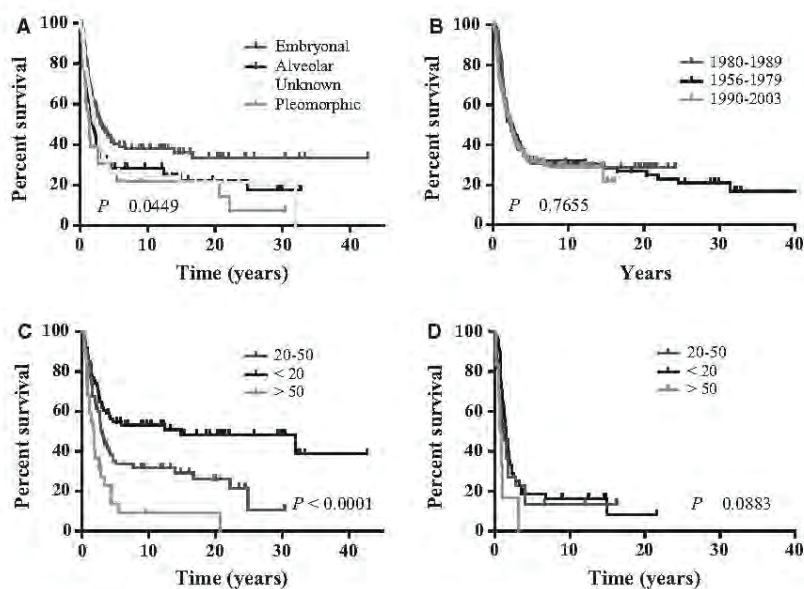 A
Percent survival
100
80
60
40
20
0
Embryonal
Alveolar
Unknown
Pleomorphic
P 0.0449
0 10 20 30 40
Time (years)
B
Percent survival
100
80
60
40
20
0
1980-1989
1956-1979
1990-2003
P 0.7655
0 10 20 30 40
Years
C
Percent survival
100
80
60
40
20
0
20-50
< 20
> 50
P < 0.0001
0 10 20 30 40
Time (years)
D
Percent survival
100
80
60
40
20
0
20-50
< 20
> 50
P 0.0883
0 10 20 30 40
Time (years)